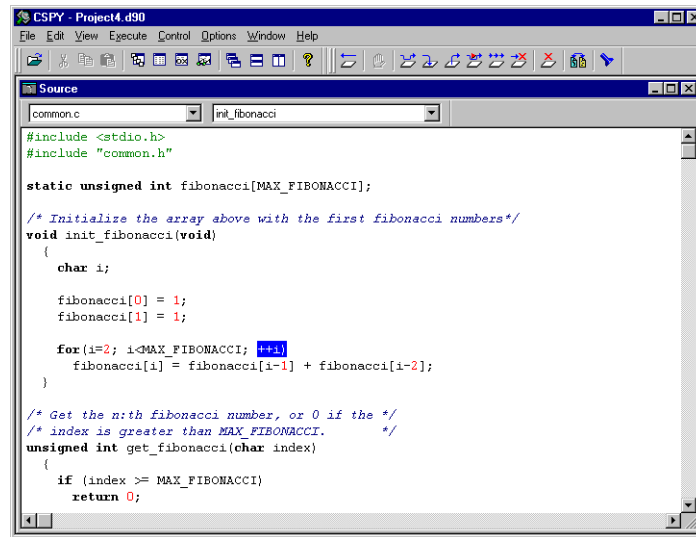 CSPY - Project4.d90
File Edit View Execute Control Options Window Help
Source
common.c init_fibonacci
#include <stdio.h>
#include "common.h"
static unsigned int fibonacci[MAX_FIBONACCI];
/* Initialize the array above with the first fibonacci numbers*/
void init_fibonacci(void)
{
char i;
fibonacci[0] = 1;
fibonacci[1] = 1;
for(i=2; i<MAX_FIBONACCI; ++i)
fibonacci[i] = fibonacci[i-1] + fibonacci[i-2];
}
/* Get the n:th fibonacci number, or 0 if the */
/* index is greater than MAX_FIBONACCI. */
unsigned int get_fibonacci(char index)
{
if (index >= MAX_FIBONACCI)
return 0;